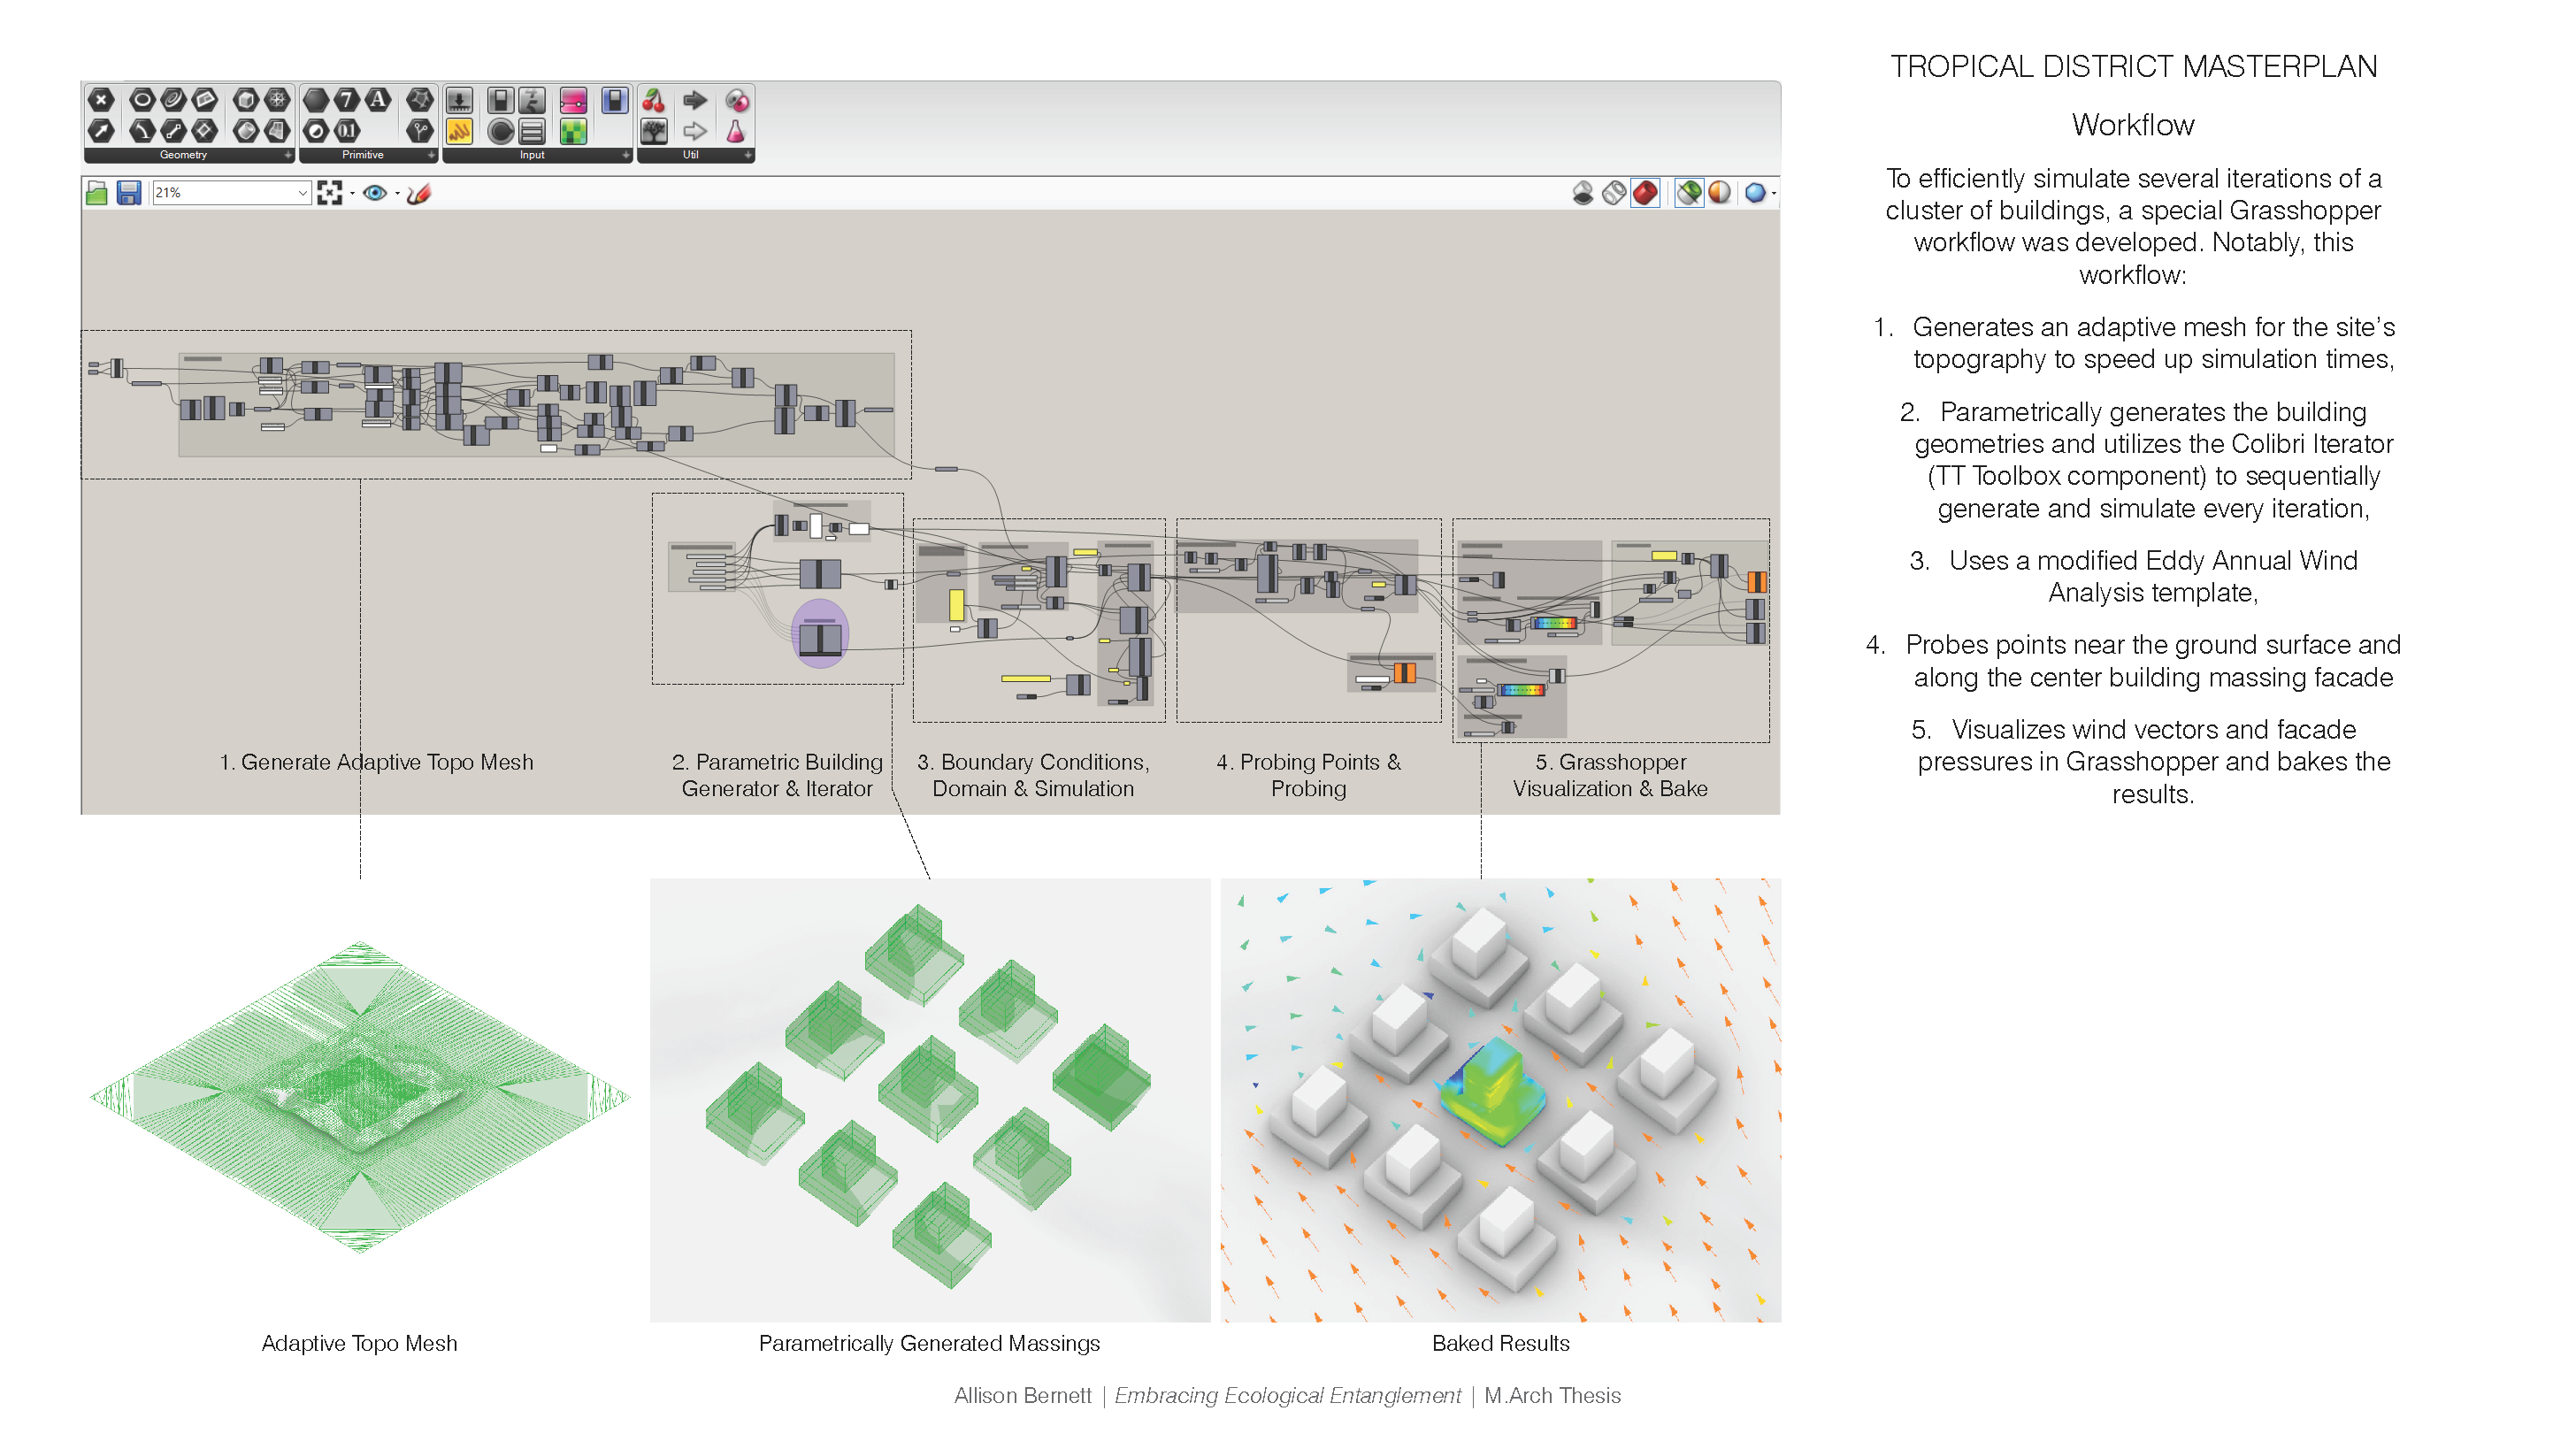 TROPICAL DISTRICT MASTERPLAN
Workflow
To efficiently simulate several iterations of a
cluster of buildings, a special Grasshopper
workflow was developed. Notably, this
workflow:
1. Generates an adaptive mesh for the site's
topography to speed up simulation times,
2. Parametrically generates the building
geometries and utilizes the Colibri Iterator
(TT Toolbox component) to sequentially
generate and simulate every iteration,
3. Uses a modified Eddy Annual Wind
Analysis template,
4. Probes points near the ground surface and
along the center building massing facade
5. Visualizes wind vectors and facade
pressures in Grasshopper and bakes the
results.
Geometry
Primitive
Input
Util
21%
1. Generate Adaptive Topo Mesh
2. Parametric Building
Generator & Iterator
3. Boundary Conditions,
Domain & Simulation
4. Probing Points &
Probing
5. Grasshopper
Visualization & Bake
Adaptive Topo Mesh
Parametrically Generated Massings
Baked Results
Allison Bernett | Embracing Ecological Entanglement | M.Arch Thesis